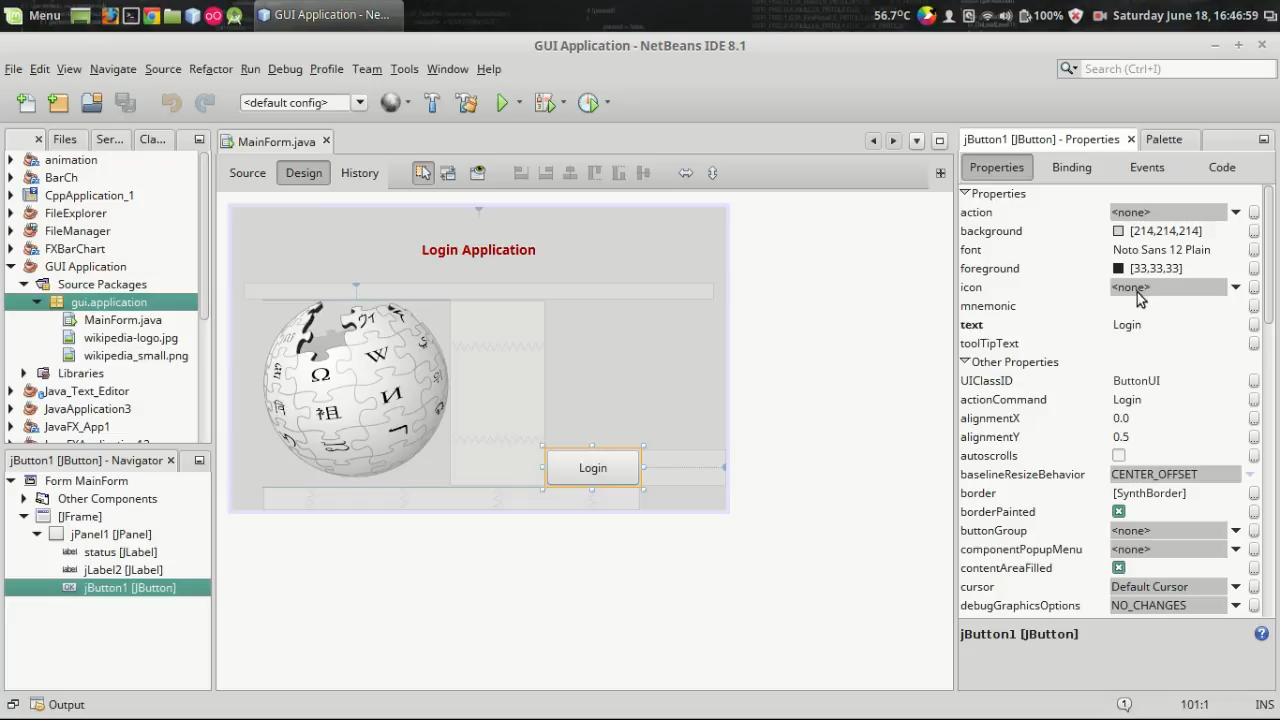 Menu
GUI Application - Ne...
56.7°C
100%
Saturday June 18, 16:46:59
GUI Application - NetBeans IDE 8.1
File Edit View Navigate Source Refactor Run Debug Profile Team Tools Window Help
Search (Ctrl+I)
<default config>
Files Ser... Cla...
MainForm.java
jButton1 [JButton] - Properties
Palette
Source Design History
Properties Binding Events Code
animation
BarCh
CppApplication_1
FileExplorer
FileManager
FXBarChart
GUI Application
Source Packages
gui.application
MainForm.java
wikipedia-logo.jpg
wikipedia_small.png
Libraries
Java_Text_Editor
JavaApplication3
JavaFX_App1
jButton1 [JButton] - Navigator
Form MainForm
Other Components
[JFrame]
jPanel1 [JPanel]
status [JLabel]
jLabel2 [JLabel]
jButton1 [JButton]
Login Application
Ω W И 祖
Login
Properties
action <none>
background [214,214,214]
font Noto Sans 12 Plain
foreground [33,33,33]
icon <none>
mnemonic
text Login
toolTipText
Other Properties
UIClassID ButtonUI
actionCommand Login
alignmentX 0.0
alignmentY 0.5
autoscrolls
baselineResizeBehavior CENTER_OFFSET
border [SynthBorder]
borderPainted
buttonGroup <none>
componentPopupMenu <none>
contentAreaFilled
cursor Default Cursor
debugGraphicsOptions NO_CHANGES
jButton1 [JButton]
Output
101:1 INS